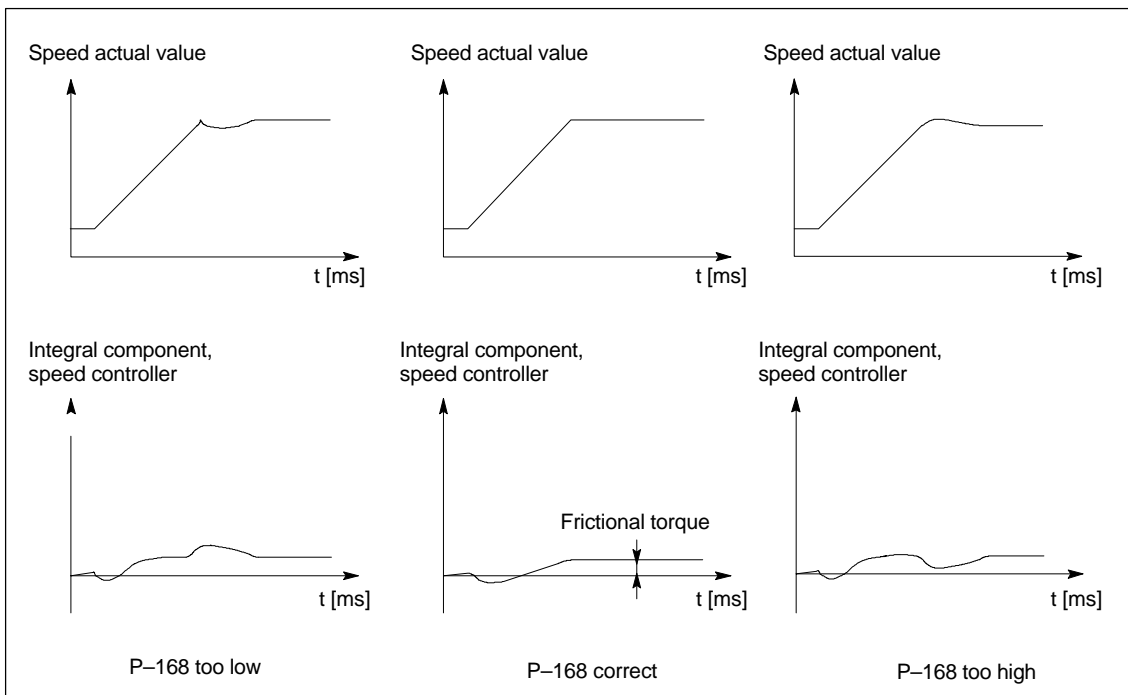 Speed actual value
Speed actual value
Speed actual value
t [ms]
t [ms]
t [ms]
Integral component,
speed controller
Integral component,
speed controller
Integral component,
speed controller
Frictional torque
t [ms]
t [ms]
t [ms]
P–168 too low
P–168 correct
P–168 too high